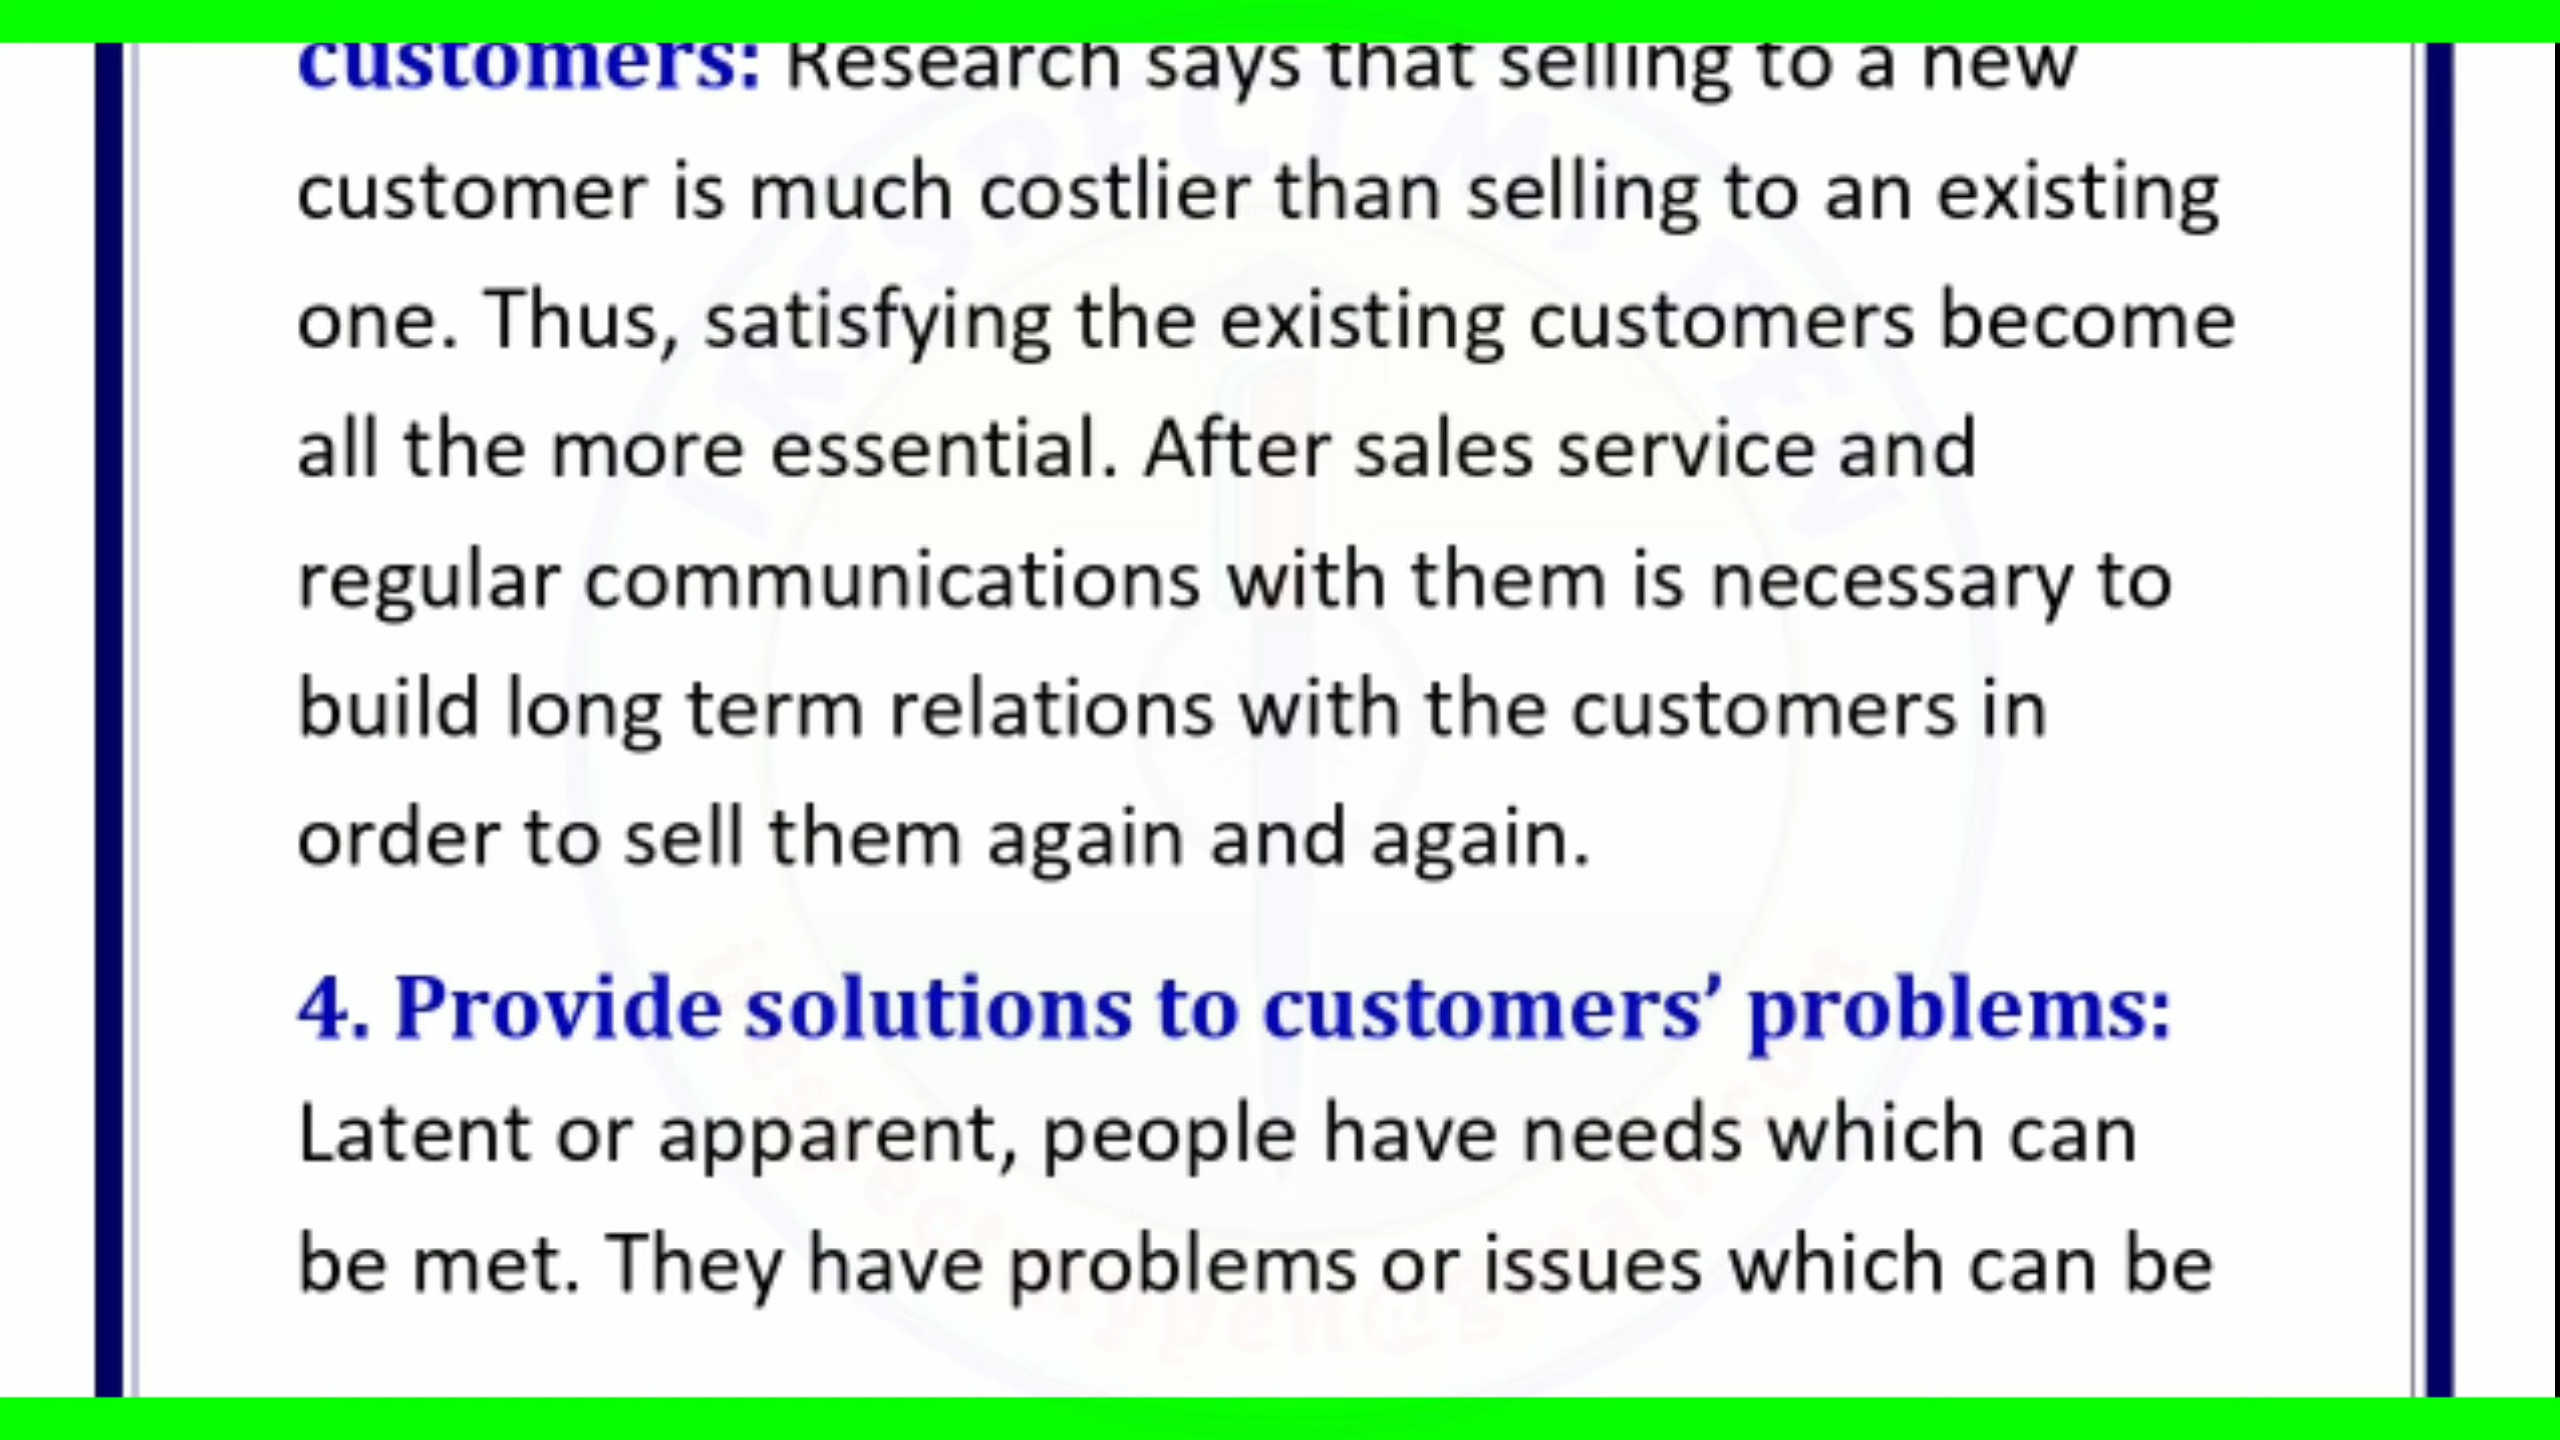 customers: Research says that selling to a new
customer is much costlier than selling to an existing
one. Thus, satisfying the existing customers become
all the more essential. After sales service and
regular communications with them is necessary to
build long term relations with the customers in
order to sell them again and again.
4. Provide solutions to customers’ problems:
Latent or apparent, people have needs which can
be met. They have problems or issues which can be
I RESPECT MY PEN